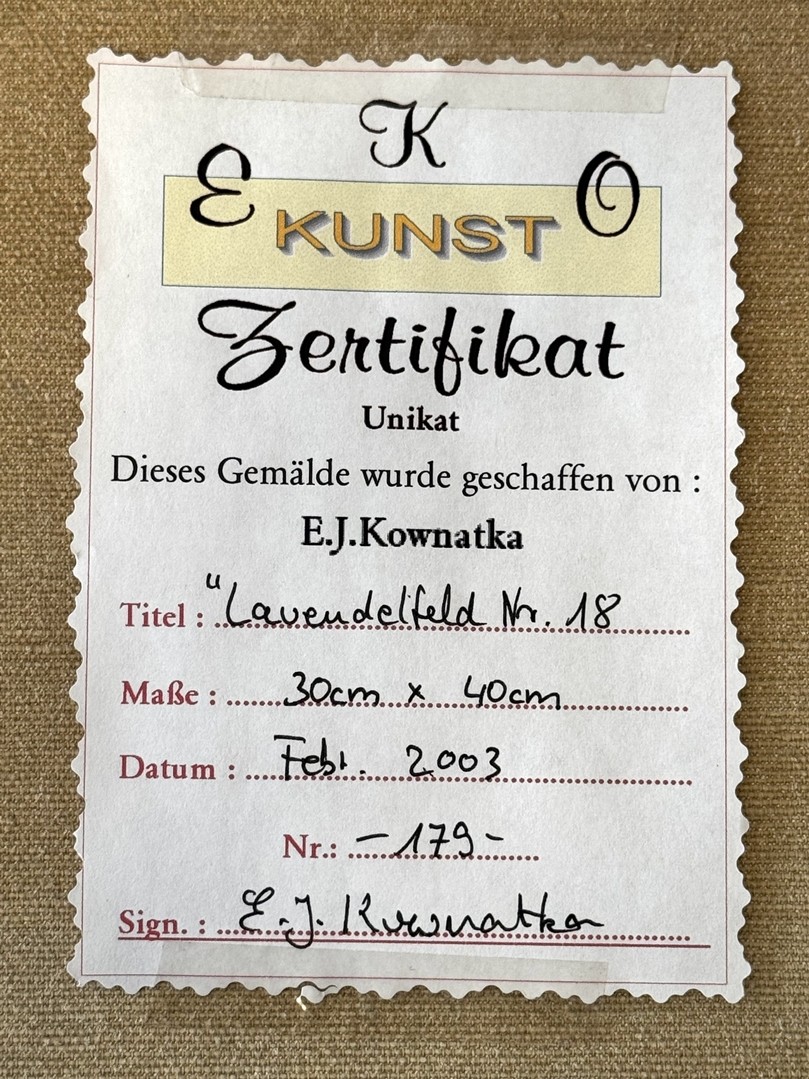 K
E KUNST O
Zertifikat
Unikat
Dieses Gemälde wurde geschaffen von :
E.J.Kownatka
Titel : "Lavendelfeld Nr. 18
Maße : 30cm x 40cm
Datum : Febr. 2003
Nr.: - 179 -
Sign. : E.J. Kownatka